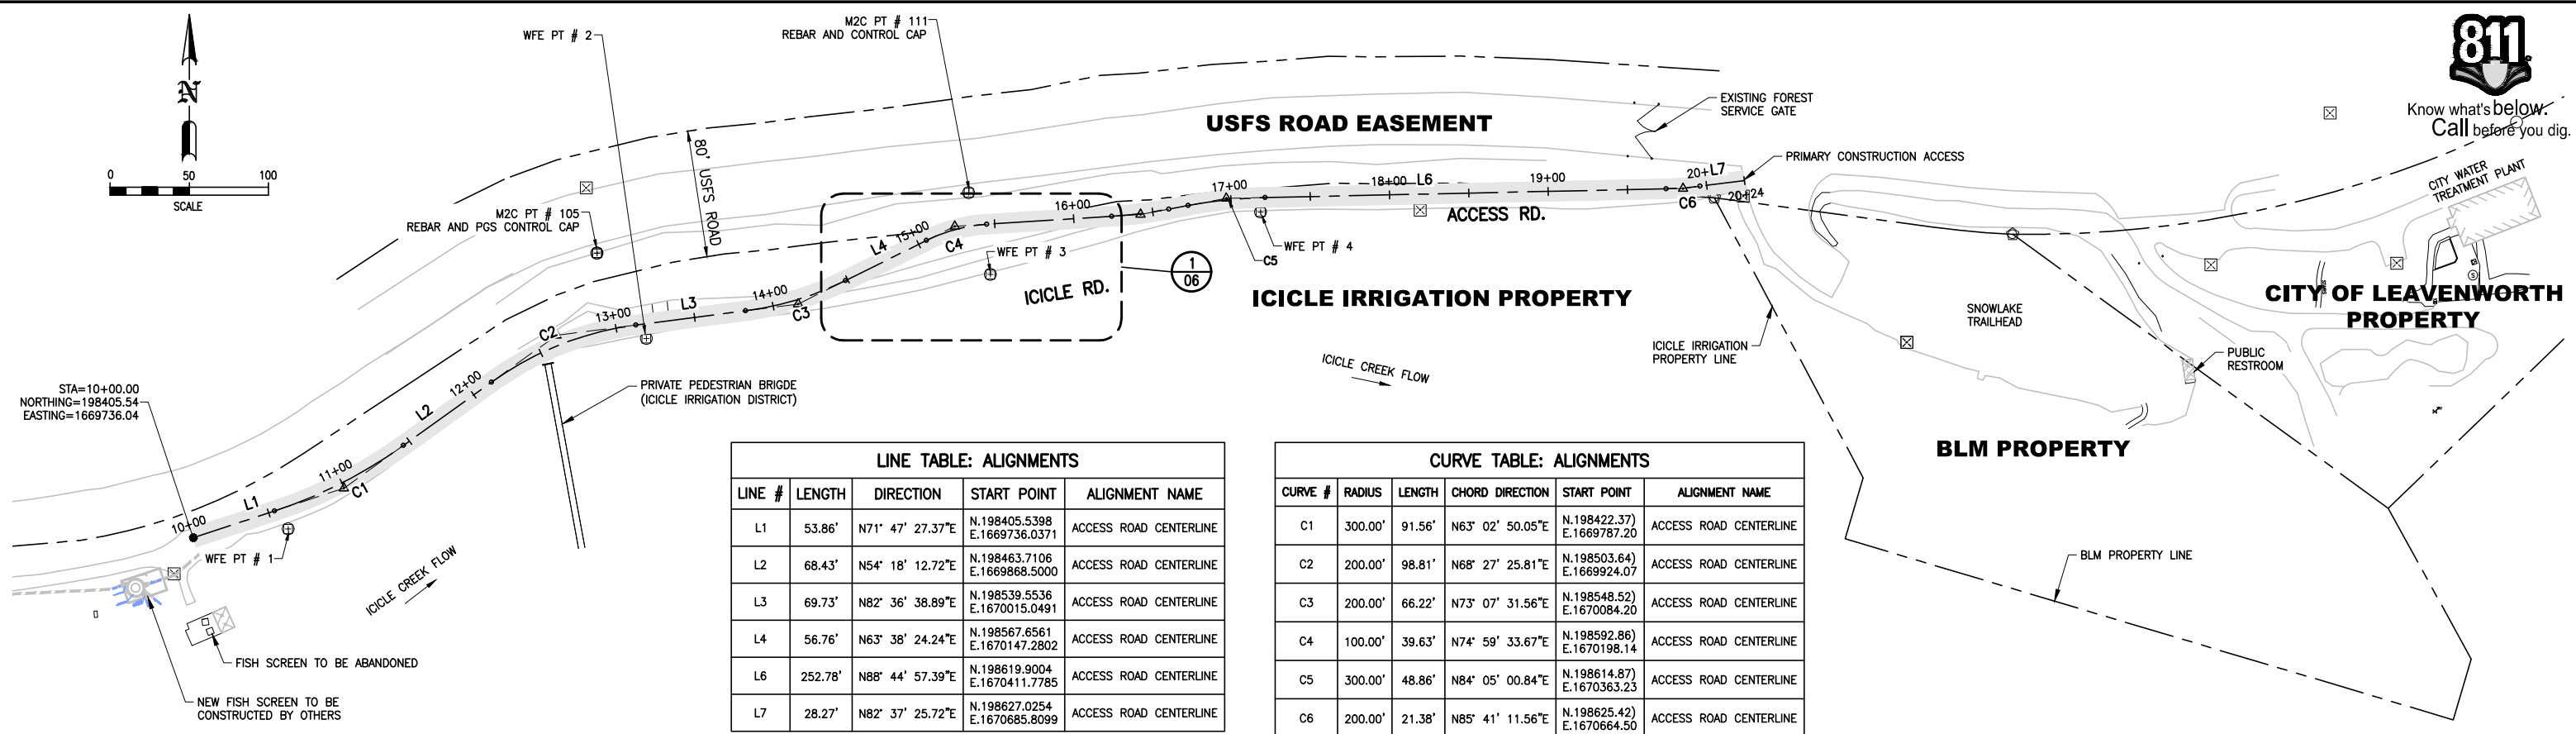 N
0 50 100
SCALE
WFE PT # 2
M2C PT # 111
REBAR AND CONTROL CAP
USFS ROAD EASEMENT
EXISTING FOREST
SERVICE GATE
PRIMARY CONSTRUCTION ACCESS
811
Know what's below.
Call before you dig.
CITY WATER
TREATMENT PLANT
80' USFS ROAD
M2C PT # 105
REBAR AND PGS CONTROL CAP
L4
15+00
C4
16+00
17+00
18+00
L6
19+00
20+
L7
20+24
C6
ACCESS RD.
WFE PT # 3
WFE PT # 4
C5
ICICLE RD.
1
06
ICICLE IRRIGATION PROPERTY
C2
13+00
L3
14+00
C3
SNOWLAKE
TRAILHEAD
CITY OF LEAVENWORTH
PROPERTY
S
ICICLE IRRIGATION
PROPERTY LINE
PUBLIC
RESTROOM
ICICLE CREEK FLOW
STA=10+00.00
NORTHING=198405.54
EASTING=1669736.04
PRIVATE PEDESTRIAN BRIGDE
(ICICLE IRRIGATION DISTRICT)
10+00
L1
11+00
C1
L2
12+00
WFE PT # 1
ICICLE CREEK FLOW
FISH SCREEN TO BE ABANDONED
NEW FISH SCREEN TO BE
CONSTRUCTED BY OTHERS
BLM PROPERTY
BLM PROPERTY LINE
LINE TABLE: ALIGNMENTS
LINE # LENGTH DIRECTION START POINT ALIGNMENT NAME
L1 53.86' N71° 47' 27.37"E N.198405.5398 E.1669736.0371 ACCESS ROAD CENTERLINE
L2 68.43' N54° 18' 12.72"E N.198463.7106 E.1669868.5000 ACCESS ROAD CENTERLINE
L3 69.73' N82° 36' 38.89"E N.198539.5536 E.1670015.0491 ACCESS ROAD CENTERLINE
L4 56.76' N63° 38' 24.24"E N.198567.6561 E.1670147.2802 ACCESS ROAD CENTERLINE
L6 252.78' N88° 44' 57.39"E N.198619.9004 E.1670411.7785 ACCESS ROAD CENTERLINE
L7 28.27' N82° 37' 25.72"E N.198627.0254 E.1670685.8099 ACCESS ROAD CENTERLINE
CURVE TABLE: ALIGNMENTS
CURVE # RADIUS LENGTH CHORD DIRECTION START POINT ALIGNMENT NAME
C1 300.00' 91.56' N63° 02' 50.05"E N.198422.37) E.1669787.20 ACCESS ROAD CENTERLINE
C2 200.00' 98.81' N68° 27' 25.81"E N.198503.64) E.1669924.07 ACCESS ROAD CENTERLINE
C3 200.00' 66.22' N73° 07' 31.56"E N.198548.52) E.1670084.20 ACCESS ROAD CENTERLINE
C4 100.00' 39.63' N74° 59' 33.67"E N.198592.86) E.1670198.14 ACCESS ROAD CENTERLINE
C5 300.00' 48.86' N84° 05' 00.84"E N.198614.87) E.1670363.23 ACCESS ROAD CENTERLINE
C6 200.00' 21.38' N85° 41' 11.56"E N.198625.42) E.1670664.50 ACCESS ROAD CENTERLINE